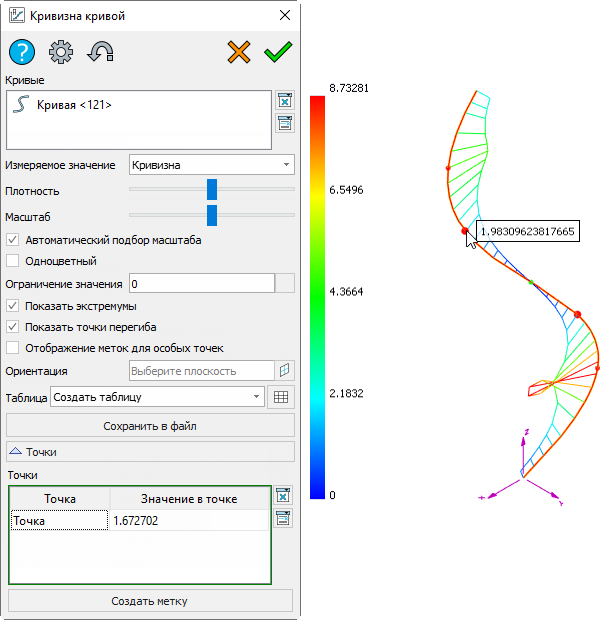 Кривизна кривой
Кривые
Кривая <121>
Измеряемое значение Кривизна
Плотность
Масштаб
Автоматический подбор масштаба
Одноцветный
Ограничение значения 0
Показать экстремумы
Показать точки перегиба
Отображение меток для особых точек
Ориентация Выберите плоскость
Таблица Создать таблицу
Сохранить в файл
Точки
Точки
Точка Значение в точке
Точка 1.672702
Создать метку
8.73281
6.5496
4.3664
2.1832
0
1.98309623817665
Z
X
Y